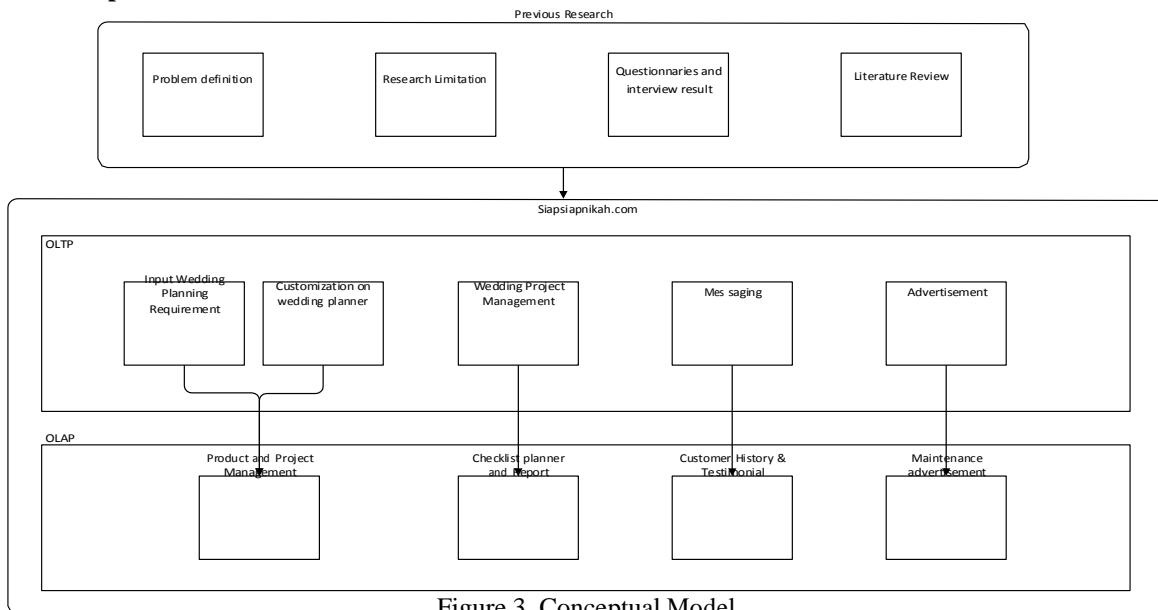 Previous Research
Problem definition
Research Limitation
Questionnaries and
interview result
Literature Review
Siapsiapnikah.com
OLTP
Input Wedding
Planning
Requirement
Customization on
wedding planner
Wedding Project
Management
Mes saging
Advertisement
OLAP
Product and Project
Management
Checklist planner
and Report
Customer History &
Testimonial
Maintenance
advertisement
Figure 3. Conceptual Model